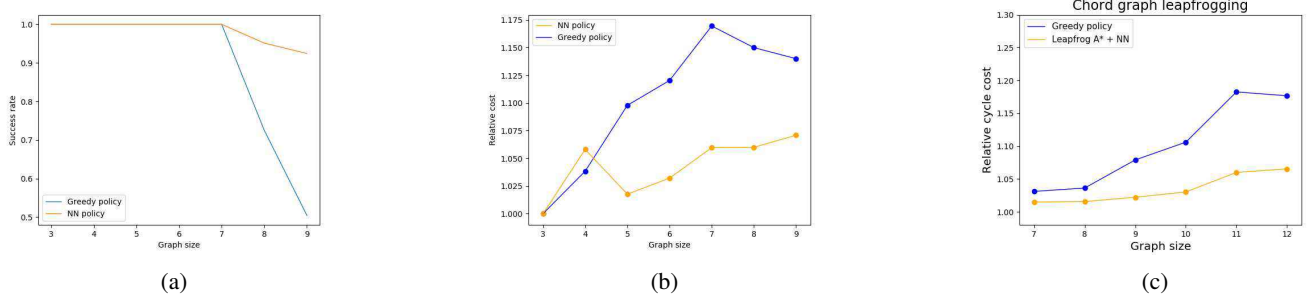 1.0
0.9
0.8
0.7
0.6
0.5
Success rate
Greedy policy
NN policy
3 4 5 6 7 8 9
Graph size
(a)
1.175
1.150
1.125
1.100
1.075
1.050
1.025
1.000
Relative cost
NN policy
Greedy policy
3 4 5 6 7 8 9
Graph size
(b)
Chord graph leapfrogging
1.30
1.25
1.20
1.15
1.10
1.05
1.00
Relative cycle cost
Greedy policy
Leapfrog A* + NN
7 8 9 10 11 12
Graph size
(c)